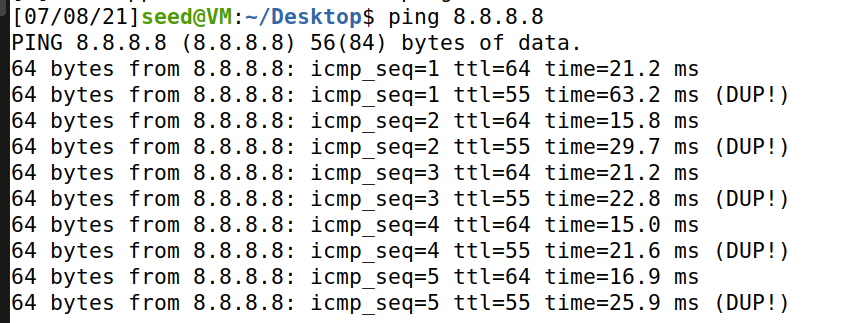 [07/08/21]seed@VM:~/Desktop$ ping 8.8.8.8
PING 8.8.8.8 (8.8.8.8) 56(84) bytes of data.
64 bytes from 8.8.8.8: icmp_seq=1 ttl=64 time=21.2 ms
64 bytes from 8.8.8.8: icmp_seq=1 ttl=55 time=63.2 ms (DUP!)
64 bytes from 8.8.8.8: icmp_seq=2 ttl=64 time=15.8 ms
64 bytes from 8.8.8.8: icmp_seq=2 ttl=55 time=29.7 ms (DUP!)
64 bytes from 8.8.8.8: icmp_seq=3 ttl=64 time=21.2 ms
64 bytes from 8.8.8.8: icmp_seq=3 ttl=55 time=22.8 ms (DUP!)
64 bytes from 8.8.8.8: icmp_seq=4 ttl=64 time=15.0 ms
64 bytes from 8.8.8.8: icmp_seq=4 ttl=55 time=21.6 ms (DUP!)
64 bytes from 8.8.8.8: icmp_seq=5 ttl=64 time=16.9 ms
64 bytes from 8.8.8.8: icmp_seq=5 ttl=55 time=25.9 ms (DUP!)